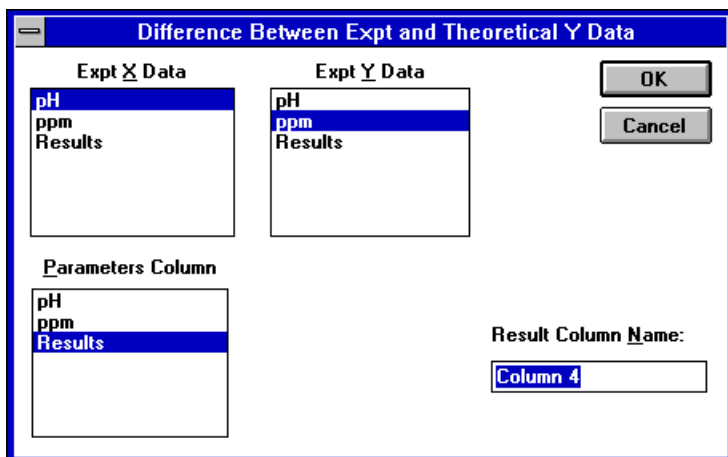 Difference Between Expt and Theoretical Y Data
Expt X Data
pH
ppm
Results
Expt Y Data
pH
ppm
Results
OK
Cancel
Parameters Column
pH
ppm
Results
Result Column Name:
Column 4